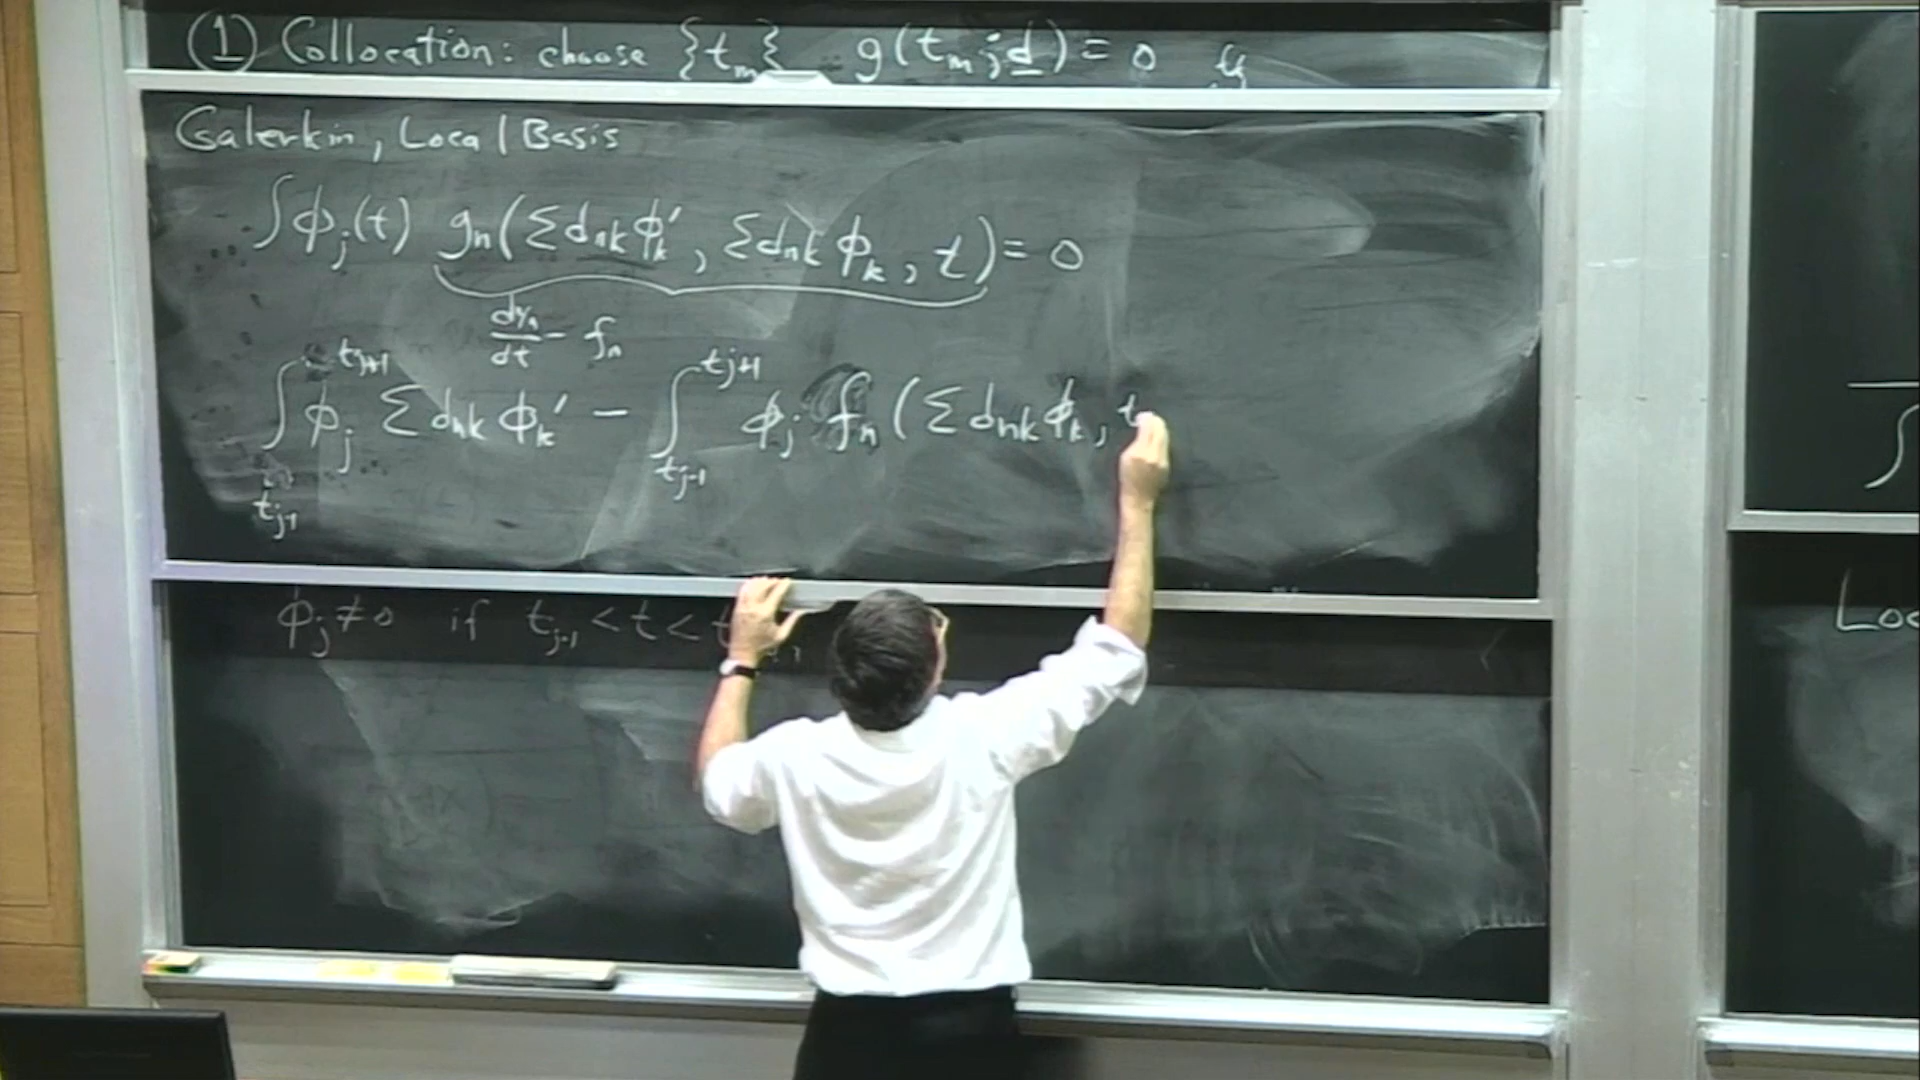 ① Collocation: choose {t_m} g(t_m; d) = 0
Galerkin, Local Basis
∫ϕ_j(t) g_n(Σd_nk ϕ_k′, Σd_nk ϕ_k, t) = 0
dY_n/dt − f_n
∫_{t_j-1}^{t_j+1} ϕ_j Σ d_nk ϕ_k′ − ∫_{t_j-1}^{t_j+1} ϕ_j f_n (Σ d_nk ϕ_k, t
ϕ_j ≠ 0 if t_j-1 < t < t
∫
Loc